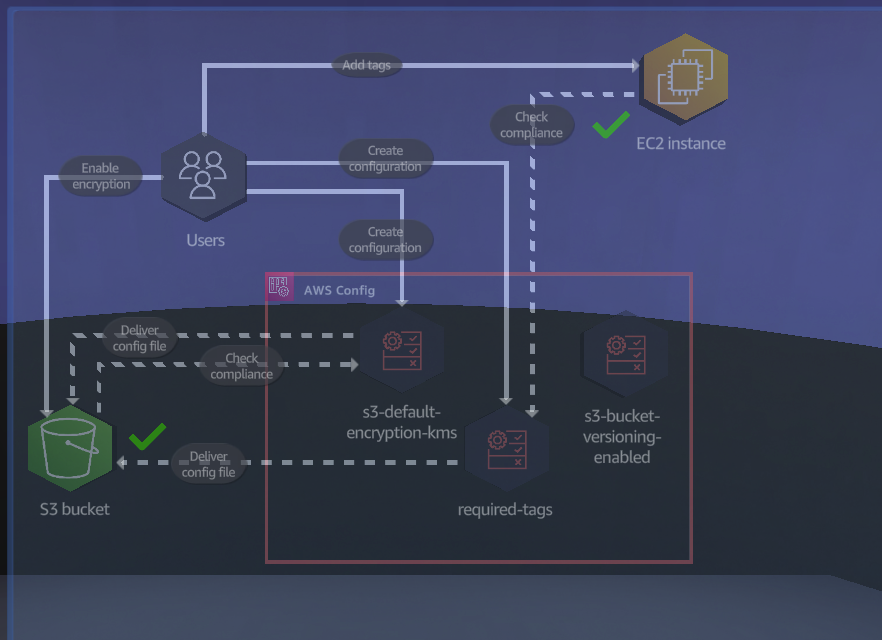 Add tags
Check
compliance
EC2 instance
Create
configuration
Enable
encryption
Users
Create
configuration
AWS Config
Deliver
config file
Check
compliance
s3-default-
encryption-kms
s3-bucket-
versioning-
enabled
Deliver
config file
S3 bucket
required-tags